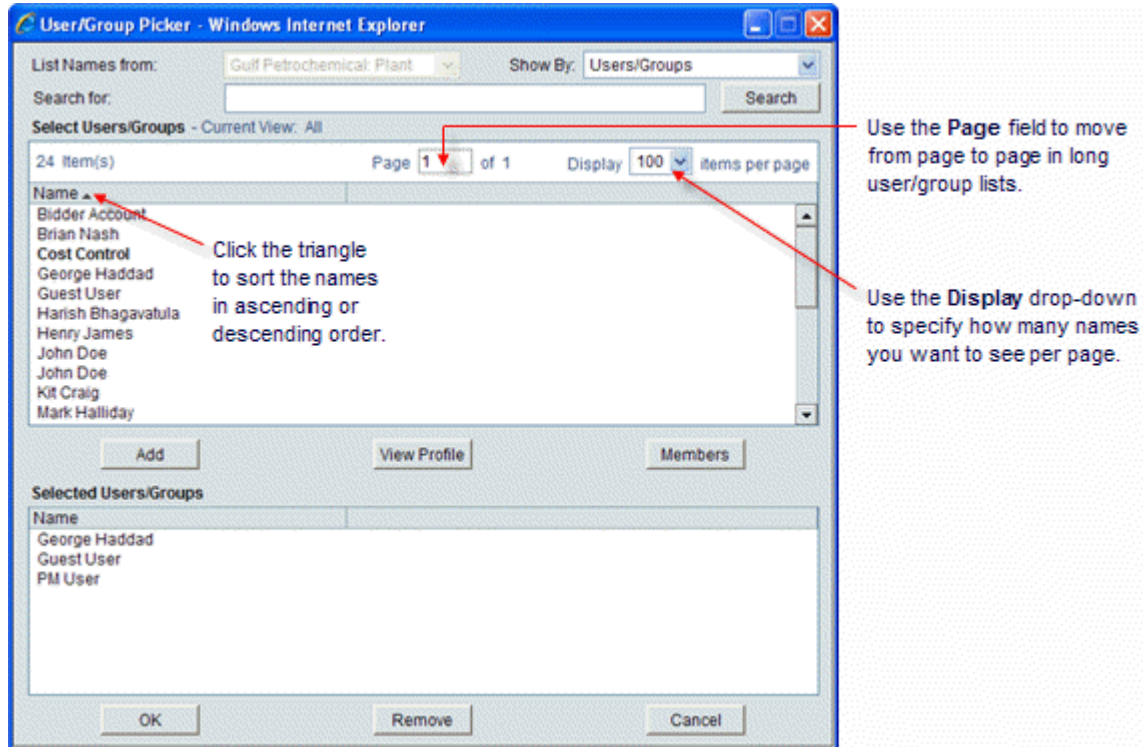 User/Group Picker - Windows Internet Explorer
List Names from: Gulf Petrochemical: Plant Show By: Users/Groups
Search for: Search
Select Users/Groups - Current View: All
24 Item(s) Page 1 of 1 Display 100 items per page
Name
Bidder Account
Brian Nash
Cost Control
George Haddad
Guest User
Harish Bhagavatula
Henry James
John Doe
John Doe
Kit Craig
Mark Halliday
Click the triangle
to sort the names
in ascending or
descending order.
Use the Page field to move
from page to page in long
user/group lists.
Use the Display drop-down
to specify how many names
you want to see per page.
Add View Profile Members
Selected Users/Groups
Name
George Haddad
Guest User
PM User
OK Remove Cancel